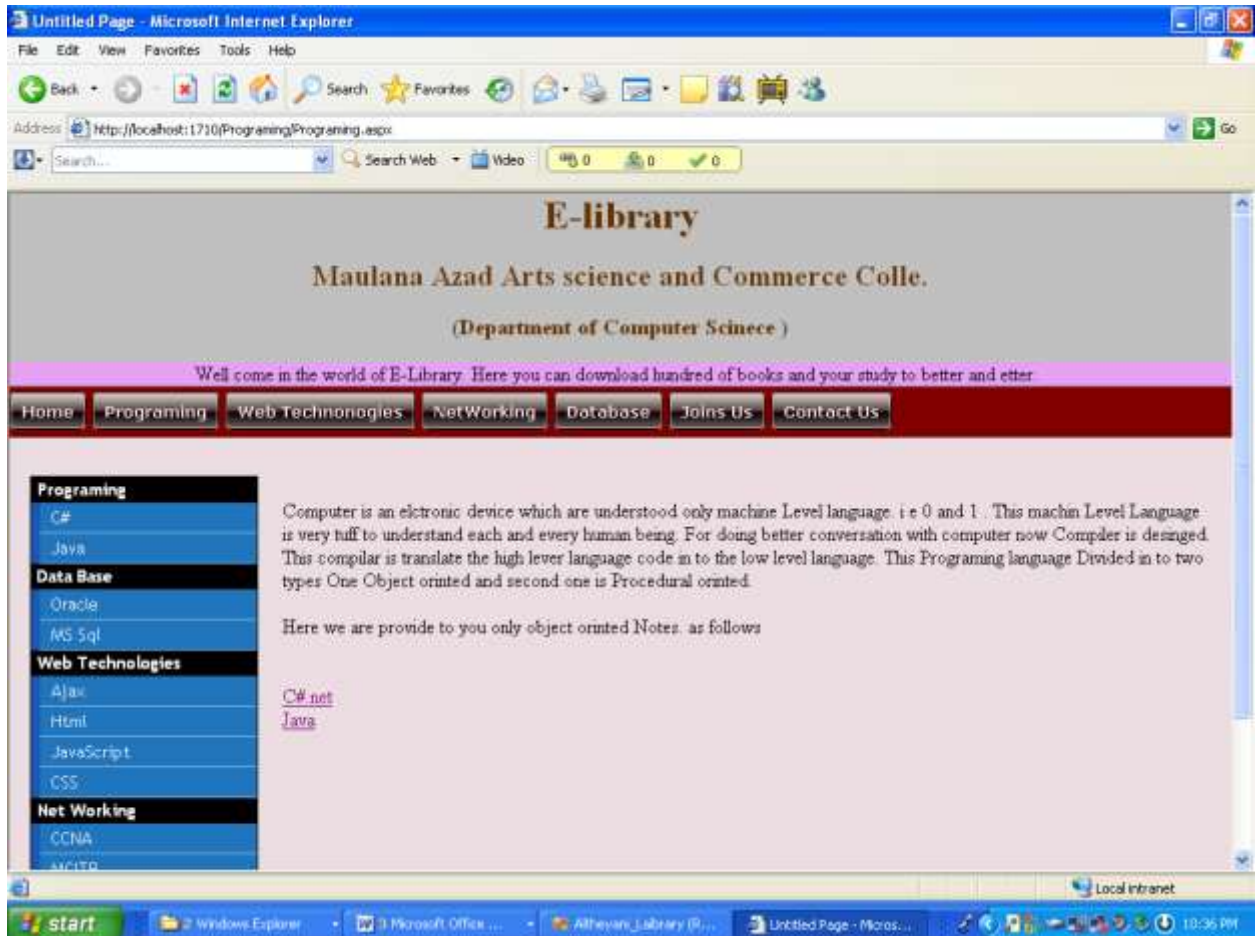 Untitled Page - Microsoft Internet Explorer
File Edit View Favorites Tools Help
Back Search Favorites
Address http://localhost:1710/Programing/Programing.aspx Go
Search... Search Web Video 0 0 0
E-library
Maulana Azad Arts science and Commerce Colle.
(Department of Computer Scinece )
Well come in the world of E-Library. Here you can download hundred of books and your study to better and etter.
Home Programing Web Technonogies NetWorking Database Joins Us Contact Us
Programing
C#
Java
Data Base
Oracle
MS Sql
Web Technologies
Ajax
Html
JavaScript
CSS
Net Working
CCNA
MCITP
Computer is an elctronic device which are understood only machine Level language. i e 0 and 1 . This machin Level Language
is very tuff to understand each and every human being. For doing better conversation with computer now Compiler is desinged.
This compilar is translate the high lever language code in to the low level language. This Programing language Divided in to two
types One Object orinted and second one is Procedural orinted.
Here we are provide to you only object orinted Notes. as follows
C#.net
Java
Local intranet
start 2 Windows Explorer 3 Microsoft Office ... Untitled Page - Micros... 10:36 PM